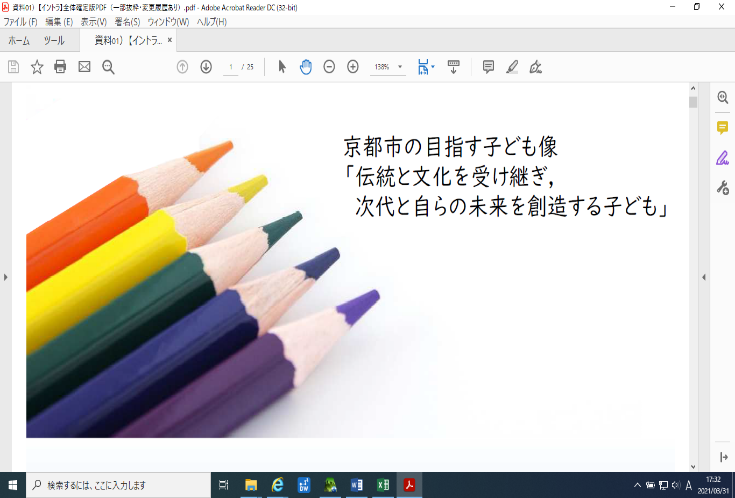 資料01）【イントラ】全体確定版PDF（一部抜粋・変更履歴あり）.pdf - Adobe Acrobat Reader DC (32-bit)
ファイル(F) 編集(E) 表示(V) 署名(S) ウィンドウ(W) ヘルプ(H)
ホーム ツール 資料01）【イントラ... ×
1 / 25 138%
京都市の目指す子ども像
「伝統と文化を受け継ぎ，
次代と自らの未来を創造する子ども」
検索するには、ここに入力します
A 17:32
2021/08/31